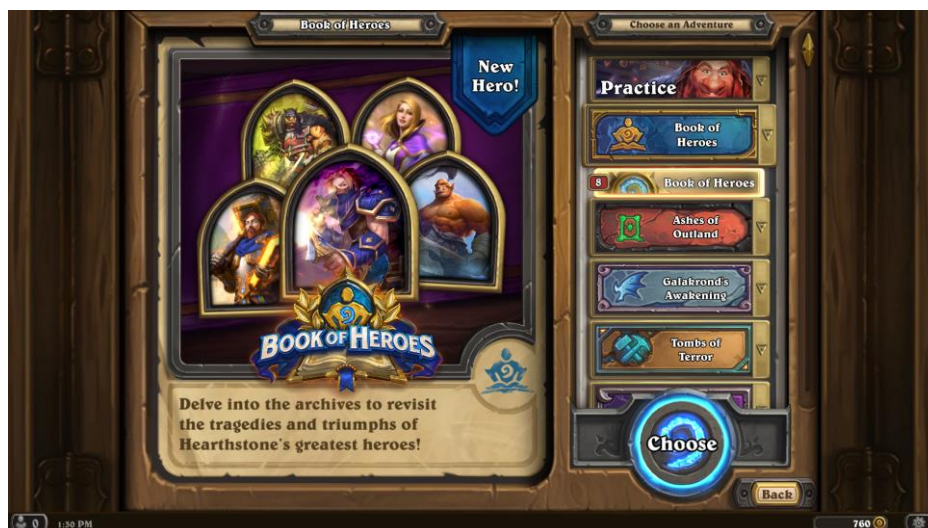 Book of Heroes
New
Hero!
BOOK OF HEROES
Delve into the archives to revisit
the tragedies and triumphs of
Hearthstone's greatest heroes!
Choose an Adventure
Practice
Book of
Heroes
8
Book of Heroes
Ashes of
Outland
Galakrond's
Awakening
Tombs of
Terror
Choose
Back
0
1:30 PM
760